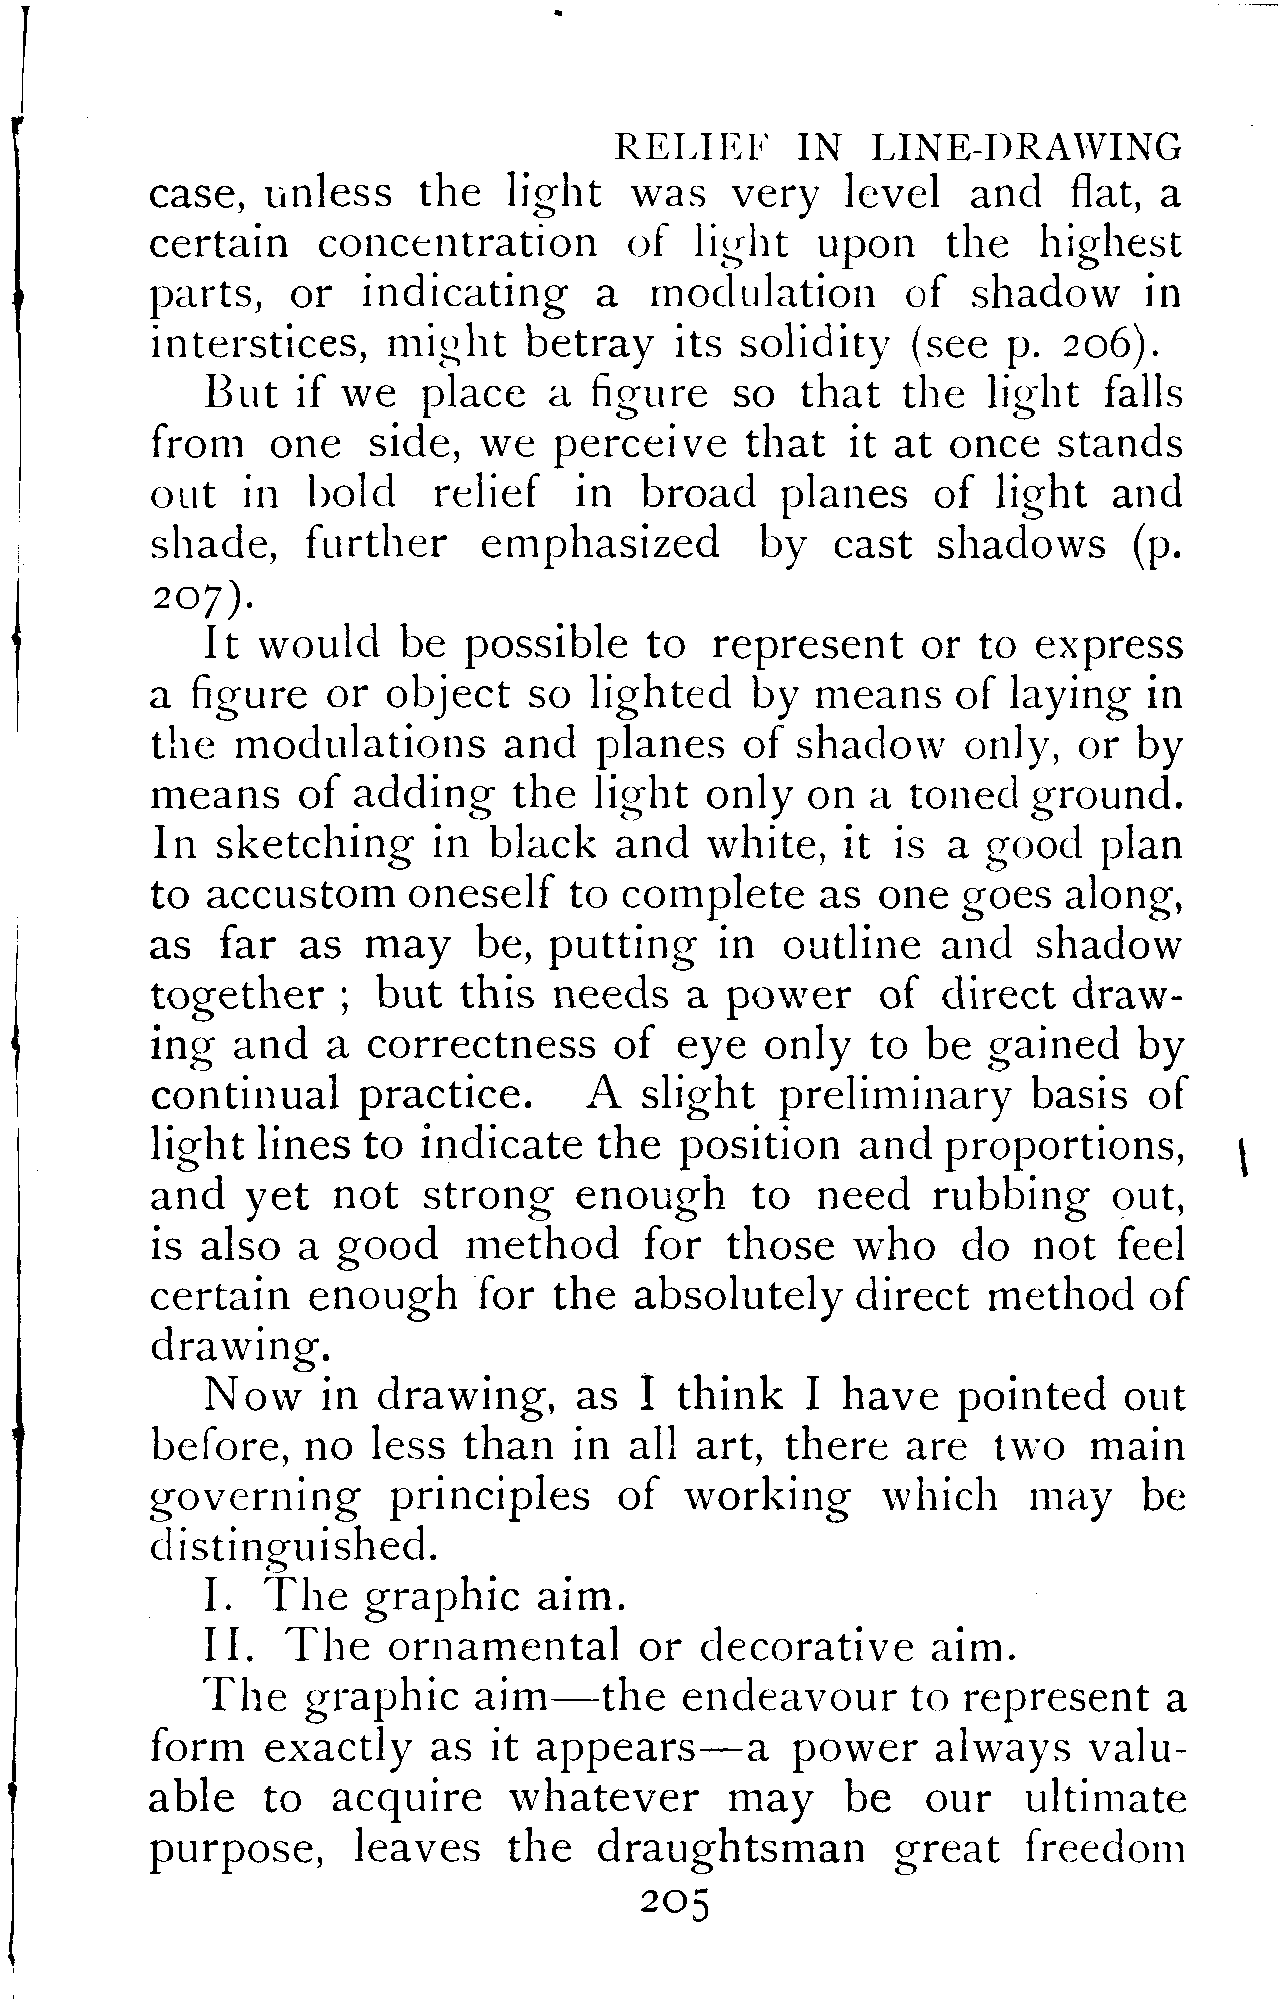 RELIEF IN LINE-DRAWING
case, unless the light was very level and flat, a
certain concentration of light upon the highest
parts, or indicating a modulation of shadow in
interstices, might betray its solidity (see p. 206).
But if we place a figure so that the light falls
from one side, we perceive that it at once stands
out in bold relief in broad planes of light and
shade, further emphasized by cast shadows (p.
207).
It would be possible to represent or to express
a figure or object so lighted by means of laying in
the modulations and planes of shadow only, or by
means of adding the light only on a toned ground.
In sketching in black and white, it is a good plan
to accustom oneself to complete as one goes along,
as far as may be, putting in outline and shadow
together ; but this needs a power of direct draw-
ing and a correctness of eye only to be gained by
continual practice. A slight preliminary basis of
light lines to indicate the position and proportions,
and yet not strong enough to need rubbing out,
is also a good method for those who do not feel
certain enough for the absolutely direct method of
drawing.
Now in drawing, as I think I have pointed out
before, no less than in all art, there are two main
governing principles of working which may be
distinguished.
I. The graphic aim.
II. The ornamental or decorative aim.
The graphic aim—the endeavour to represent a
form exactly as it appears—a power always valu-
able to acquire whatever may be our ultimate
purpose, leaves the draughtsman great freedom
205